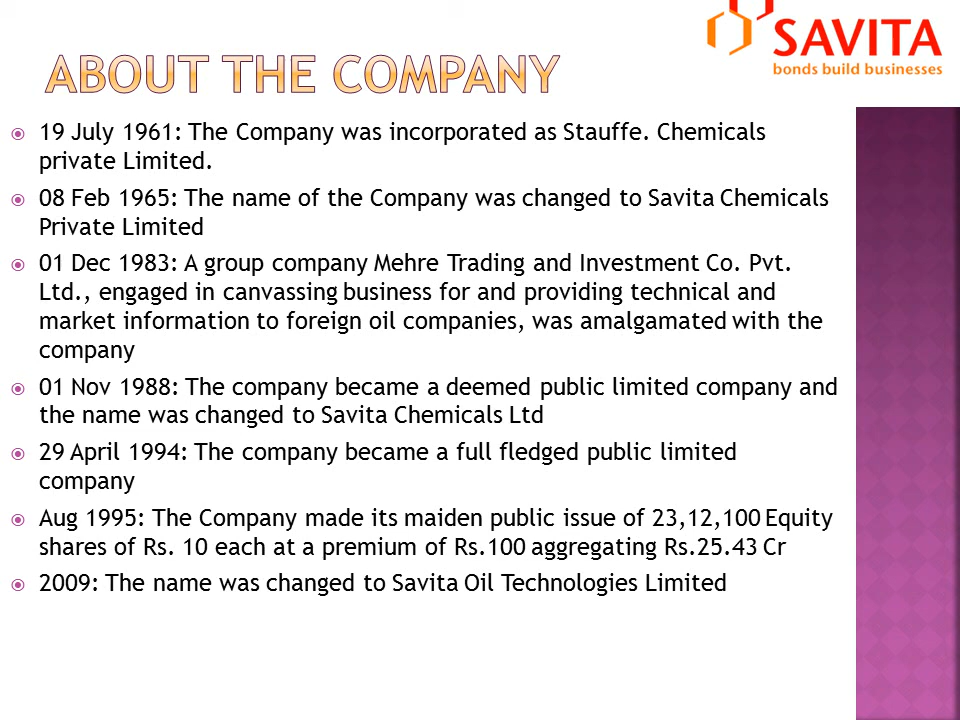 SAVITA
bonds build businesses
ABOUT THE COMPANY
19 July 1961: The Company was incorporated as Stauffe. Chemicals
private Limited.
08 Feb 1965: The name of the Company was changed to Savita Chemicals
Private Limited
01 Dec 1983: A group company Mehre Trading and Investment Co. Pvt.
Ltd., engaged in canvassing business for and providing technical and
market information to foreign oil companies, was amalgamated with the
company
01 Nov 1988: The company became a deemed public limited company and
the name was changed to Savita Chemicals Ltd
29 April 1994: The company became a full fledged public limited
company
Aug 1995: The Company made its maiden public issue of 23,12,100 Equity
shares of Rs. 10 each at a premium of Rs.100 aggregating Rs.25.43 Cr
2009: The name was changed to Savita Oil Technologies Limited